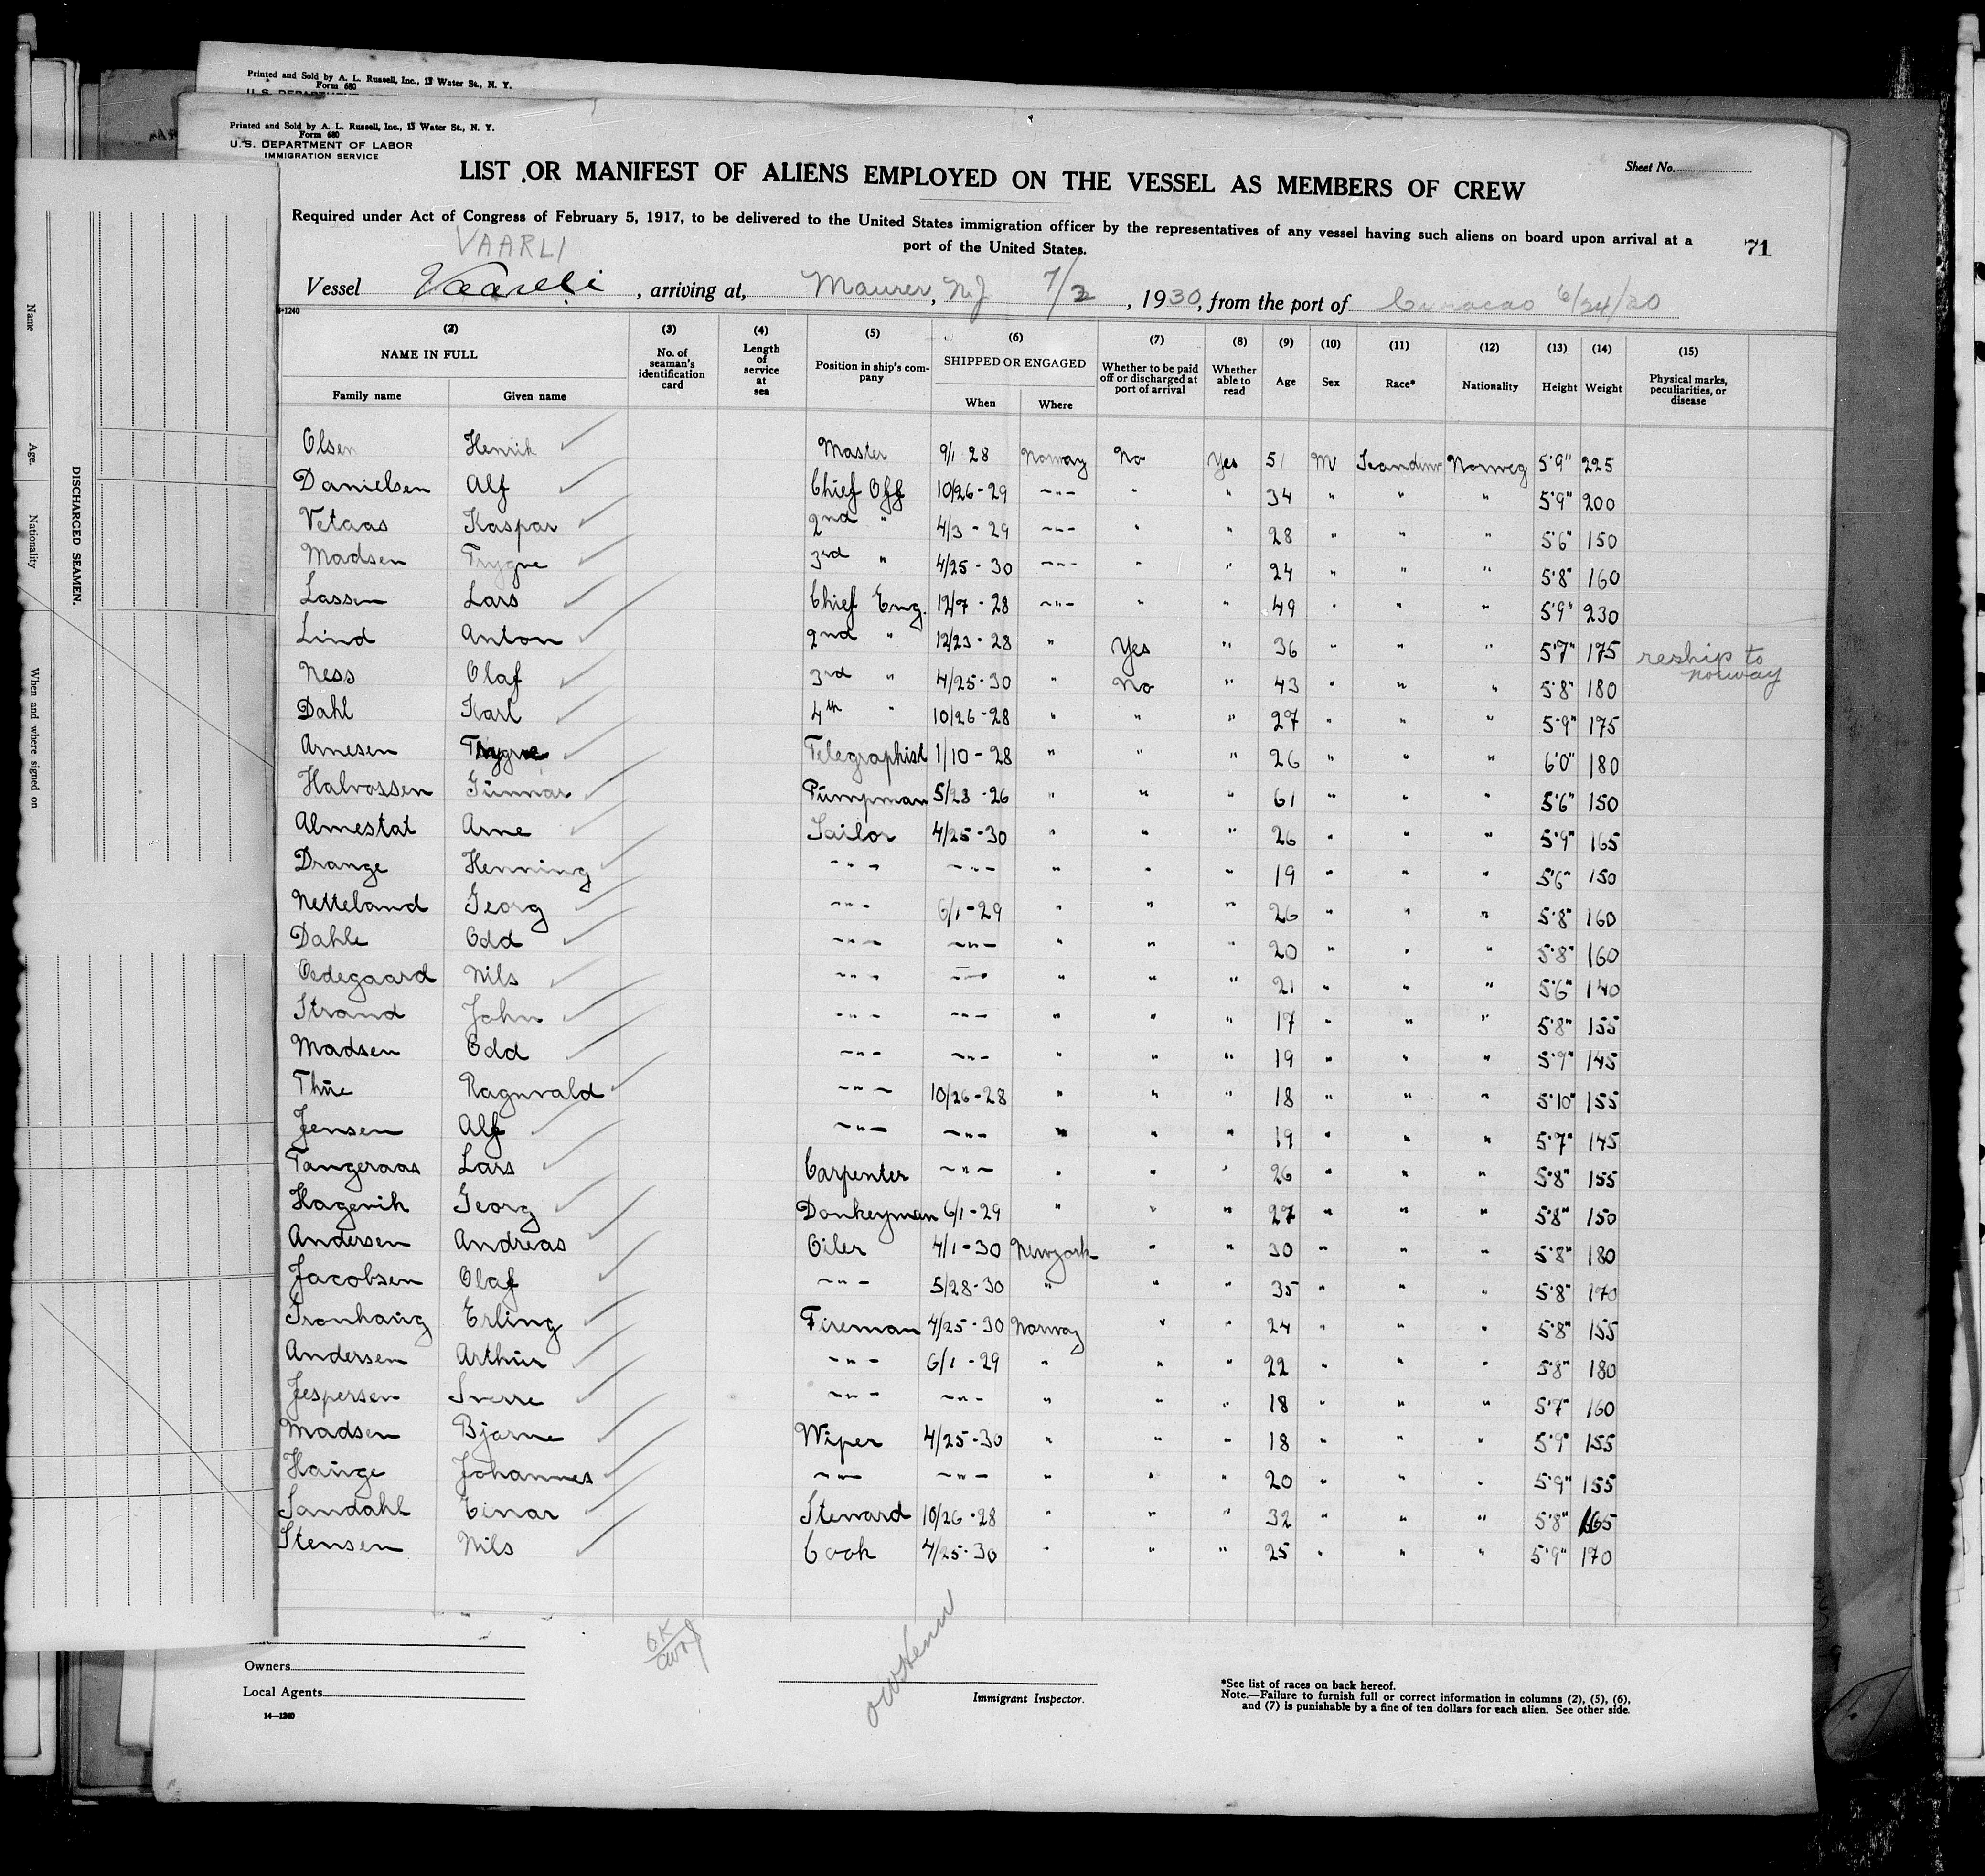 Printed and Sold by A. L. Russell, Inc., 13 Water St., N. Y.
Form 680
Printed and Sold by A. L. Russell, Inc., 13 Water St., N. Y.
Form 680
U.S. DEPARTMENT OF LABOR
IMMIGRATION SERVICE
Sheet No.
LIST OR MANIFEST OF ALIENS EMPLOYED ON THE VESSEL AS MEMBERS OF CREW
Required under Act of Congress of February 5, 1917, to be delivered to the United States immigration officer by the representatives of any vessel having such aliens on board upon arrival at a
port of the United States.
71
VAARLI
Vessel Vaarli, arriving at, Maurer, N.J. 7/2, 1930, from the port of Curacao 6/24/30
(2) (3) (4) (5) (6) (7) (8) (9) (10) (11) (12) (13) (14) (15)
NAME IN FULL No. of seaman's identification card Length of service at sea Position in ship's company SHIPPED OR ENGAGED Whether to be paid off or discharged at port of arrival Whether able to read Age Sex Race* Nationality Height Weight Physical marks, peculiarities, or disease
Family name Given name When Where
Olsen Henrik Master 9/1 28 Norway No Yes 51 M Scandinv Norweg 5'9" 225
Danielsen Alf Chief Off 10/26-29 -"- " " 34 " " " 5'9" 200
Vetaas Kaspar 2nd " 4/3-29 -"- " " 28 " " " 5'6" 150
Madsen Trygve 3rd " 4/25-30 -"- " " 24 " " " 5'8" 160
Lassen Lars Chief Eng. 12/7-28 -"- " " 49 " " " 5'9" 230
Lind Anton 2nd " 12/23-28 " Yes " 36 " " " 5'7" 175 reship to Norway
Ness Olaf 3rd " 4/25-30 " No " 43 " " " 5'8" 180
Dahl Karl 4th " 10/26-28 " " " 27 " " " 5'9" 175
Arnesen Trygve Telegraphist 1/10-28 " " " 26 " " " 6'0" 180
Halvorsen Gunnar Pumpman 5/28-26 " " " 61 " " " 5'6" 150
Almestat Arne Sailor 4/25-30 " " " 26 " " " 5'9" 165
Drange Henning -"- -"- " " " 19 " " " 5'6" 150
Netteland Georg -"- 6/1-29 " " " 26 " " " 5'8" 160
Dahle Odd -"- -"- " " " 20 " " " 5'8" 160
Oedegaard Nils -"- -"- " " " 21 " " " 5'6" 140
Strand John -"- -"- " " " 17 " " " 5'8" 155
Madsen Odd -"- -"- " " " 19 " " " 5'9" 145
Thue Ragnvald -"- 10/26-28 " " " 18 " " " 5'10" 155
Jensen Alf -"- -"- " " " 19 " " " 5'7" 145
Tangeraas Lars Carpenter -"- " " " 26 " " " 5'8" 155
Hagevik Georg Donkeyman 6/1-29 " " " 27 " " " 5'8" 150
Andersen Andreas Oiler 4/1-30 Newyork " " 30 " " " 5'8" 180
Jacobsen Olaf -"- 5/28-30 " " " 35 " " " 5'8" 170
Tronhaug Erling Fireman 4/25-30 Norway " " 24 " " " 5'8" 155
Andersen Arthur -"- 6/1-29 " " " 22 " " " 5'8" 180
Jespersen Sverre -"- -"- " " " 18 " " " 5'7" 160
Madsen Bjarne Wiper 4/25-30 " " " 18 " " " 5'9" 155
Hauge Johannes -"- -"- " " " 20 " " " 5'9" 155
Sandahl Einar Steward 10/26-28 " " " 32 " " " 5'8" 165
Stensen Nils Cook 4/25-30 " " " 25 " " " 5'9" 170
OK
Owners
Local Agents
14—1240
Immigrant Inspector.
*See list of races on back hereof.
Note.—Failure to furnish full or correct information in columns (2), (5), (6),
and (7) is punishable by a fine of ten dollars for each alien. See other side.
DISCHARGED SEAMEN.
Name
Age.
Nationality
When and where signed on